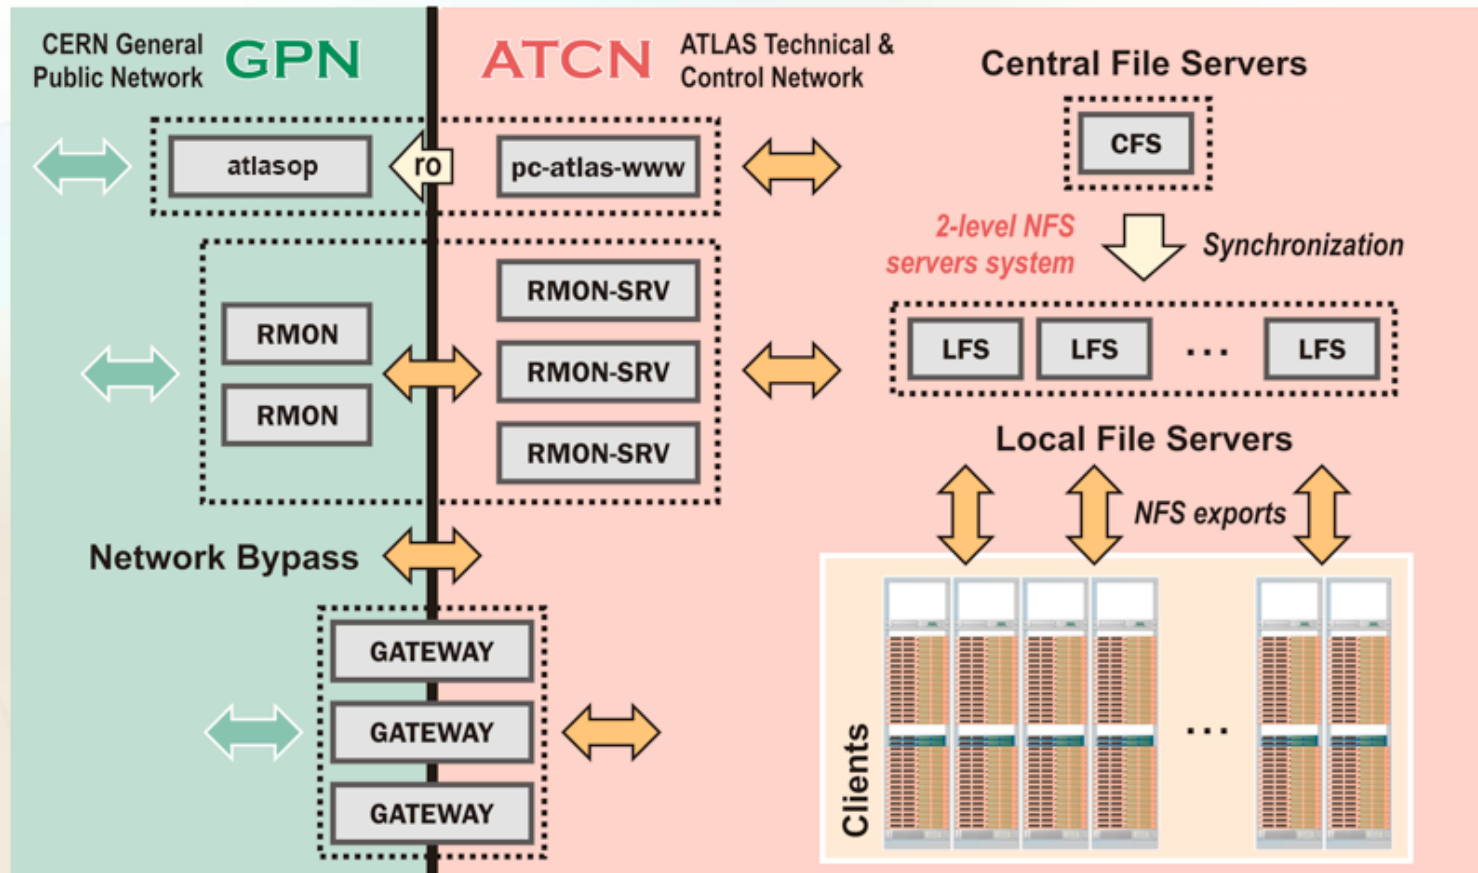 CERN General
Public Network
GPN
ATCN
ATLAS Technical &
Control Network
Central File Servers
CFS
atlasop
ro
pc-atlas-www
2-level NFS
servers system
Synchronization
RMON
RMON
RMON-SRV
RMON-SRV
RMON-SRV
LFS
LFS
...
LFS
Local File Servers
NFS exports
Network Bypass
GATEWAY
GATEWAY
GATEWAY
Clients
...